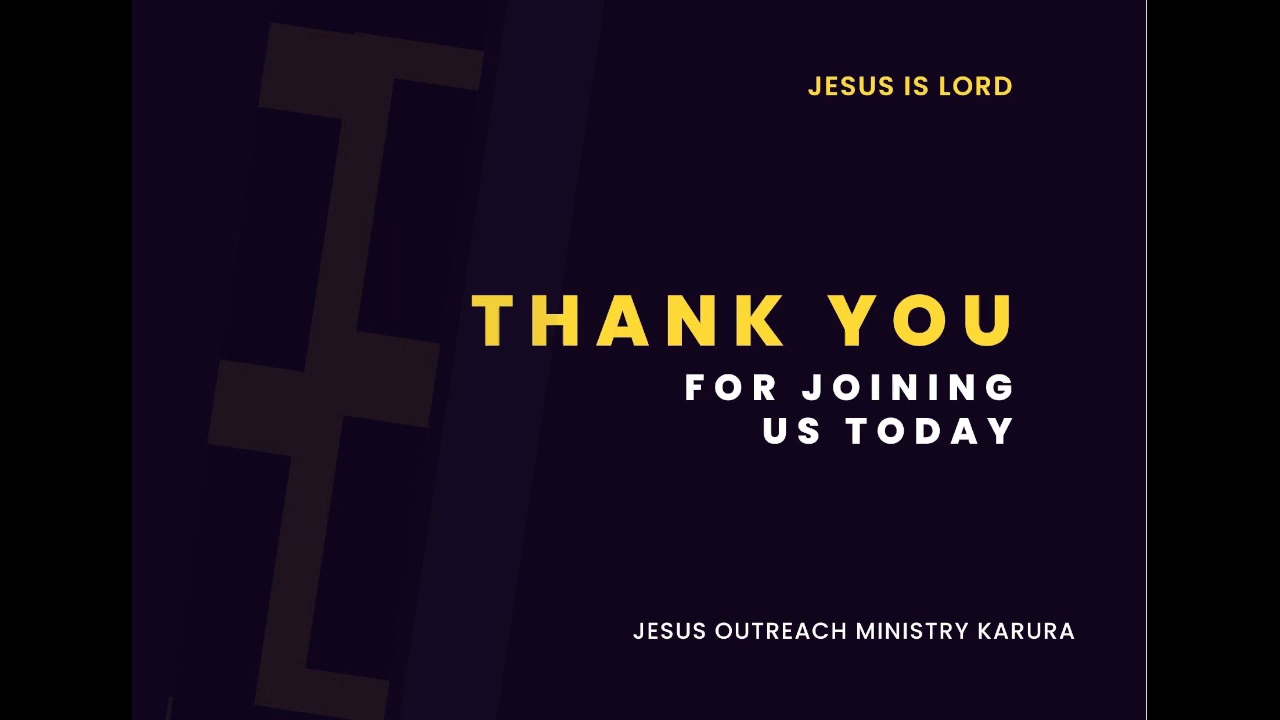 JESUS IS LORD
THANK YOU
FOR JOINING
US TODAY
JESUS OUTREACH MINISTRY KARURA